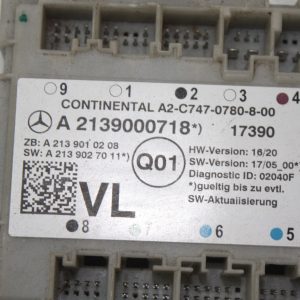 9 1 2 3 4
CONTINENTAL A2-C747-0780-8-00
A 2139000718*) 17390
ZB: A 213 901 02 08
SW: A 213 902 70 11*)
Q01
HW-Version: 16/20
SW-Version: 17/05_00*)
Diagnostic ID: 02040F
*)gueltig bis zu evtl.
SW-Aktualisierung
VL
8 7 6 5